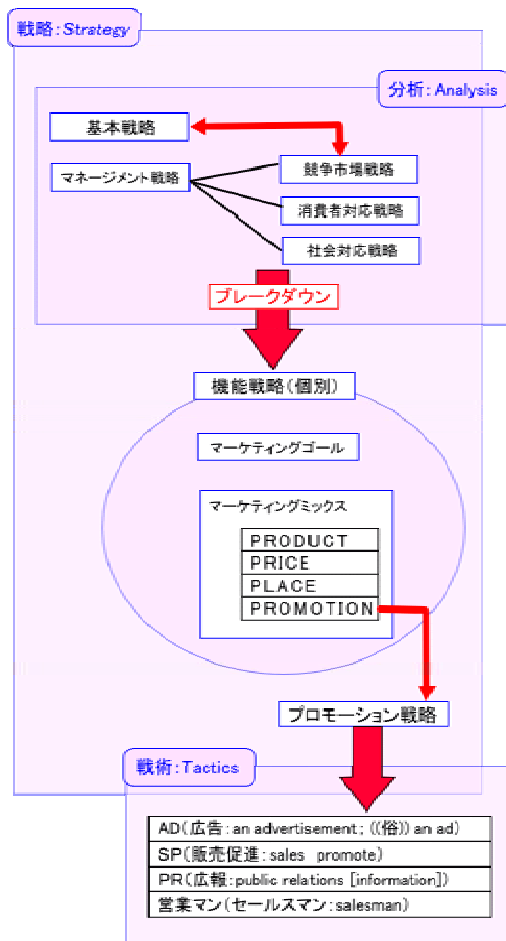 戦略:Strategy
分析:Analysis
基本戦略
マネージメント戦略
競争市場戦略
消費者対応戦略
社会対応戦略
ブレークダウン
機能戦略(個別)
マーケティングゴール
マーケティングミックス
PRODUCT
PRICE
PLACE
PROMOTION
プロモーション戦略
戦術:Tactics
AD(広告:an advertisement; ((俗)) an ad)
SP(販売促進:sales promote)
PR(広報:public relations [information])
営業マン(セールスマン:salesman)